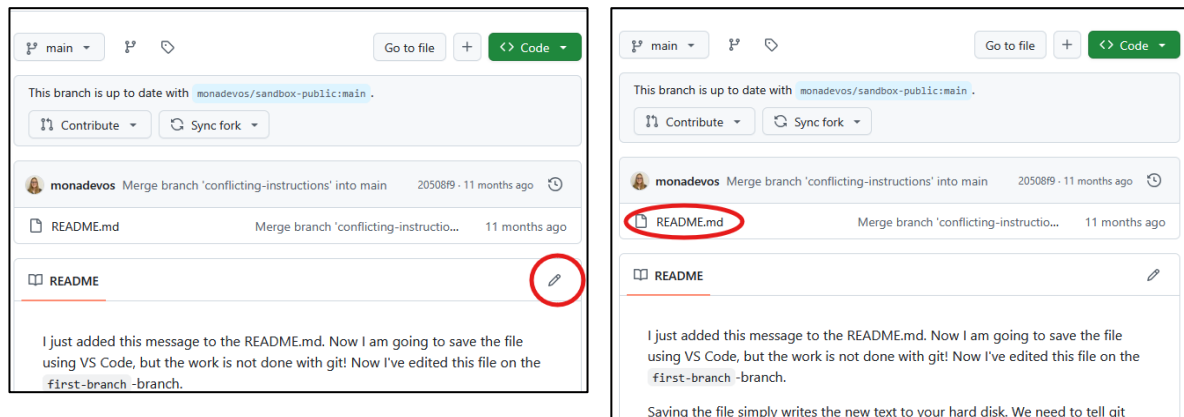 main
Go to file
Code
This branch is up to date with monadevos/sandbox-public:main .
Contribute
Sync fork
monadevos Merge branch 'conflicting-instructions' into main 20508f9 · 11 months ago
README.md Merge branch 'conflicting-instructio... 11 months ago
README
I just added this message to the README.md. Now I am going to save the file
using VS Code, but the work is not done with git! Now I've edited this file on the
first-branch -branch.
main
Go to file
Code
This branch is up to date with monadevos/sandbox-public:main .
Contribute
Sync fork
monadevos Merge branch 'conflicting-instructions' into main 20508f9 · 11 months ago
README.md Merge branch 'conflicting-instructio... 11 months ago
README
I just added this message to the README.md. Now I am going to save the file
using VS Code, but the work is not done with git! Now I've edited this file on the
first-branch -branch.
Saving the file simply writes the new text to your hard disk. We need to tell git